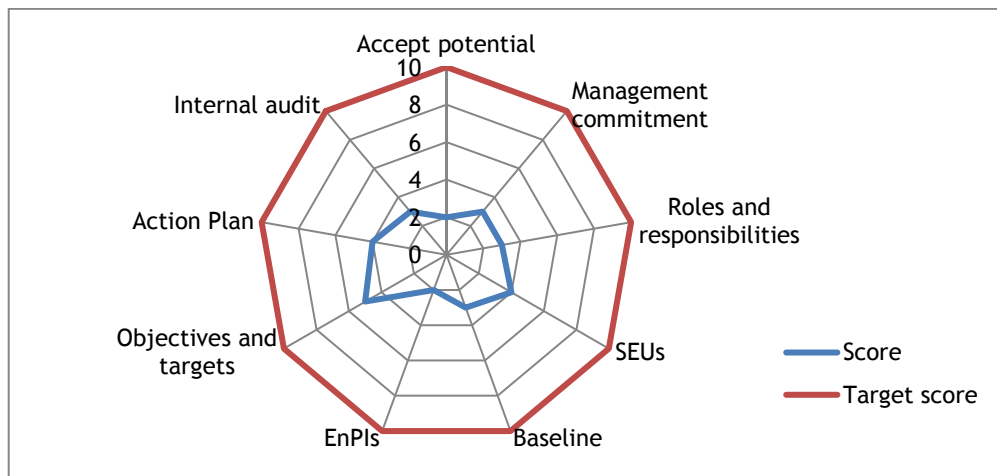 Accept potential
10
8
6
4
2
0
Management
commitment
Roles and
responsibilities
SEUs
Baseline
EnPIs
Objectives and
targets
Action Plan
Internal audit
Score
Target score